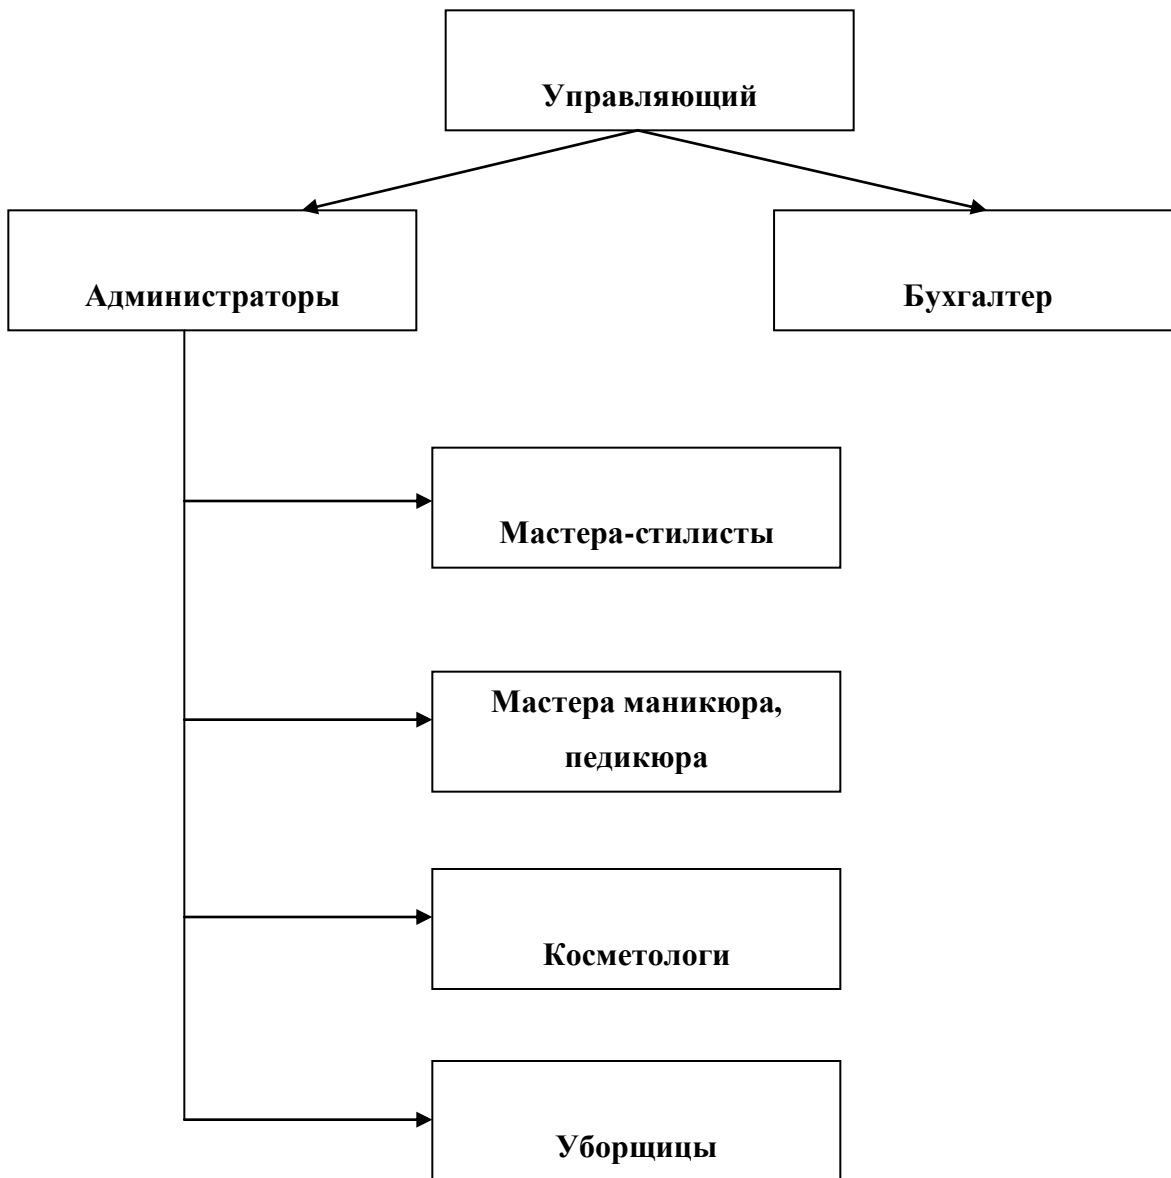 Управляющий
Администраторы
Бухгалтер
Мастера-стилисты
Мастера маникюра,
педикюра
Косметологи
Уборщицы